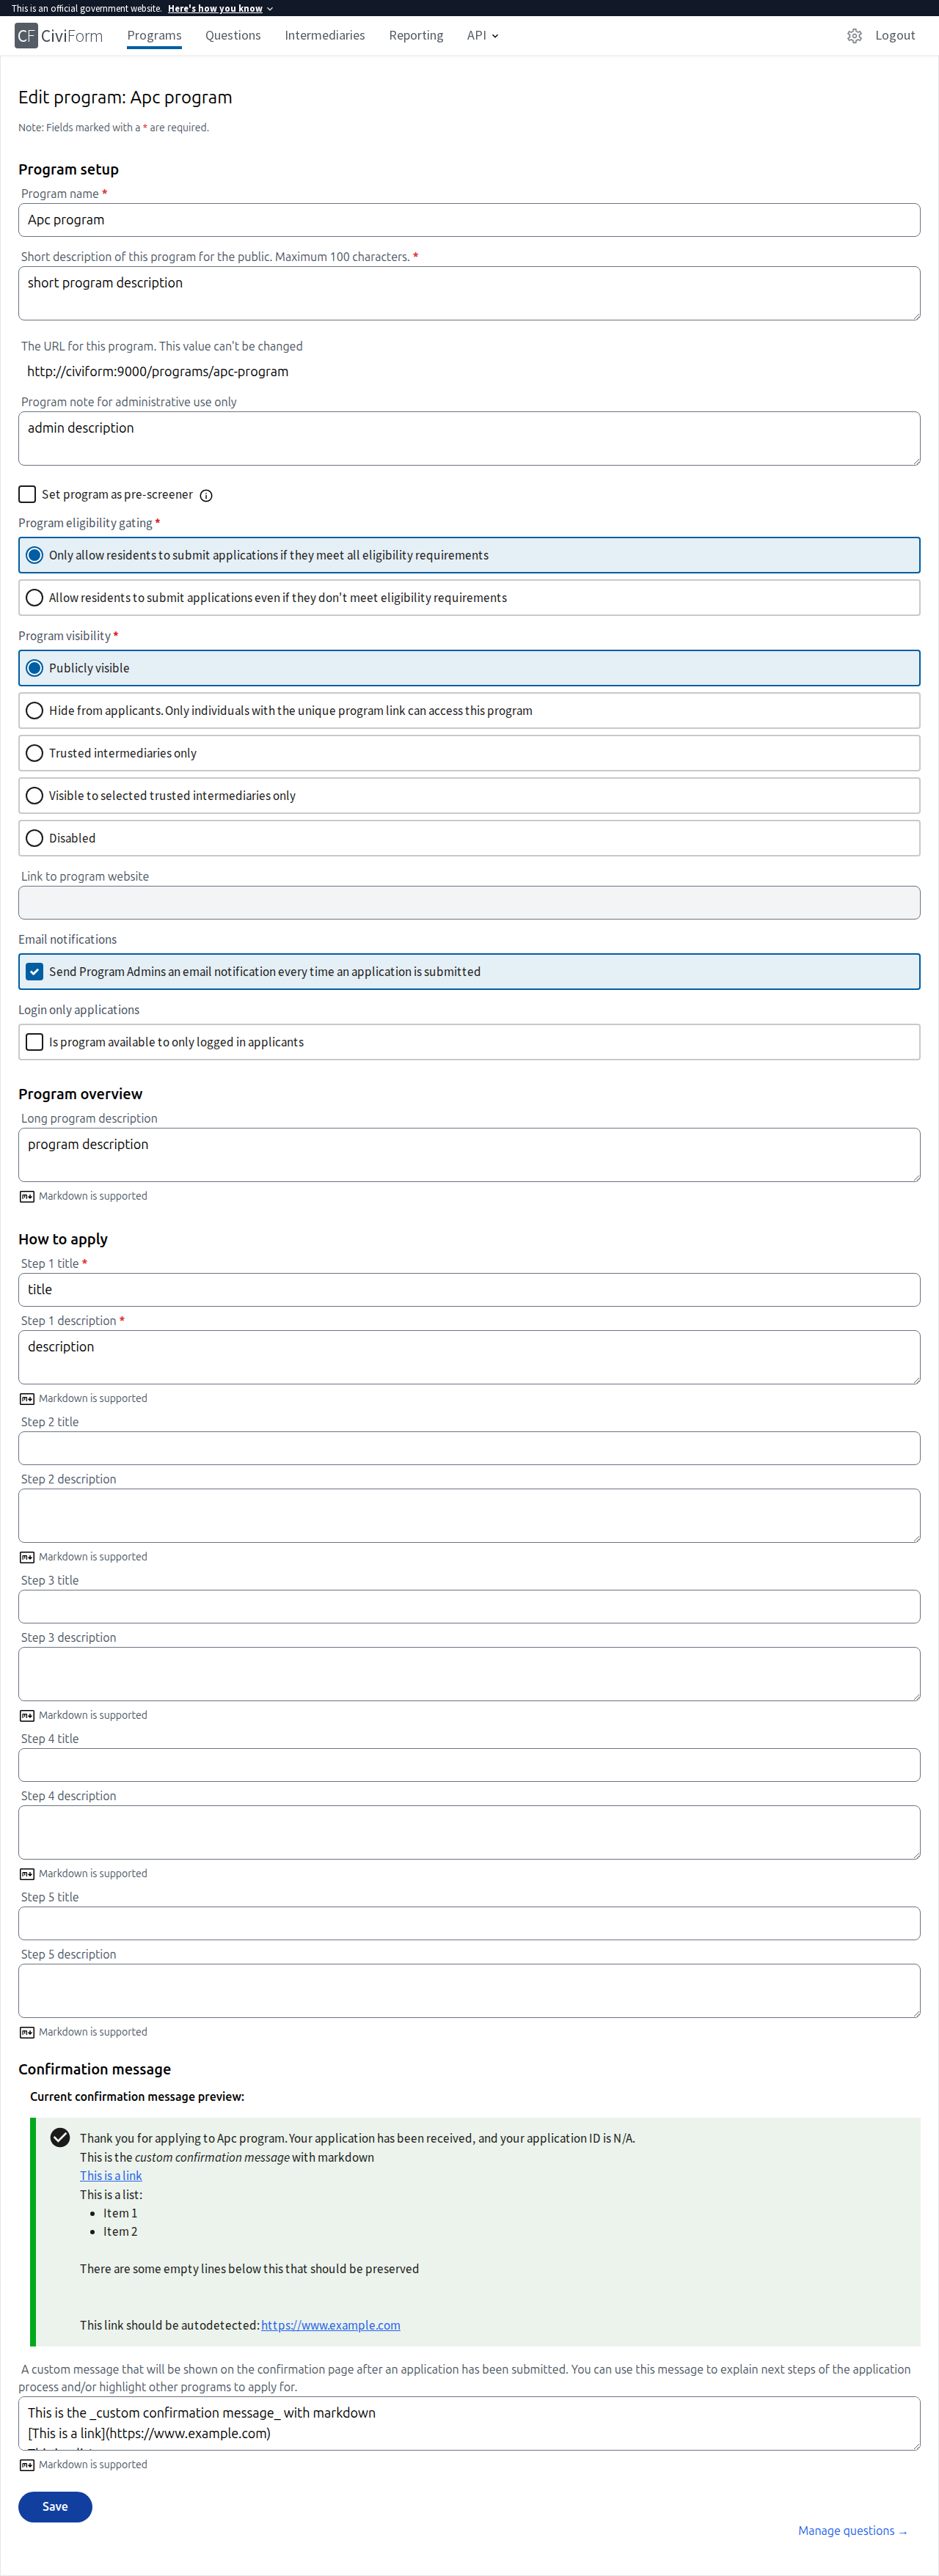 This is an official government website. Here's how you know
CF CiviForm Programs Questions Intermediaries Reporting API Logout
Edit program: Apc program
Note: Fields marked with a * are required.
Program setup
Program name *
Apc program
Short description of this program for the public. Maximum 100 characters. *
short program description
The URL for this program. This value can't be changed
http://civiform:9000/programs/apc-program
Program note for administrative use only
admin description
Set program as pre-screener
Program eligibility gating *
Only allow residents to submit applications if they meet all eligibility requirements
Allow residents to submit applications even if they don't meet eligibility requirements
Program visibility *
Publicly visible
Hide from applicants. Only individuals with the unique program link can access this program
Trusted intermediaries only
Visible to selected trusted intermediaries only
Disabled
Link to program website
Email notifications
Send Program Admins an email notification every time an application is submitted
Login only applications
Is program available to only logged in applicants
Program overview
Long program description
program description
Markdown is supported
How to apply
Step 1 title *
title
Step 1 description *
description
Markdown is supported
Step 2 title
Step 2 description
Markdown is supported
Step 3 title
Step 3 description
Markdown is supported
Step 4 title
Step 4 description
Markdown is supported
Step 5 title
Step 5 description
Markdown is supported
Confirmation message
Current confirmation message preview:
Thank you for applying to Apc program. Your application has been received, and your application ID is N/A.
This is the custom confirmation message with markdown
This is a link
This is a list:
• Item 1
• Item 2
There are some empty lines below this that should be preserved
This link should be autodetected: https://www.example.com
A custom message that will be shown on the confirmation page after an application has been submitted. You can use this message to explain next steps of the application
process and/or highlight other programs to apply for.
This is the _custom confirmation message_ with markdown
[This is a link](https://www.example.com)
Markdown is supported
Save
Manage questions →